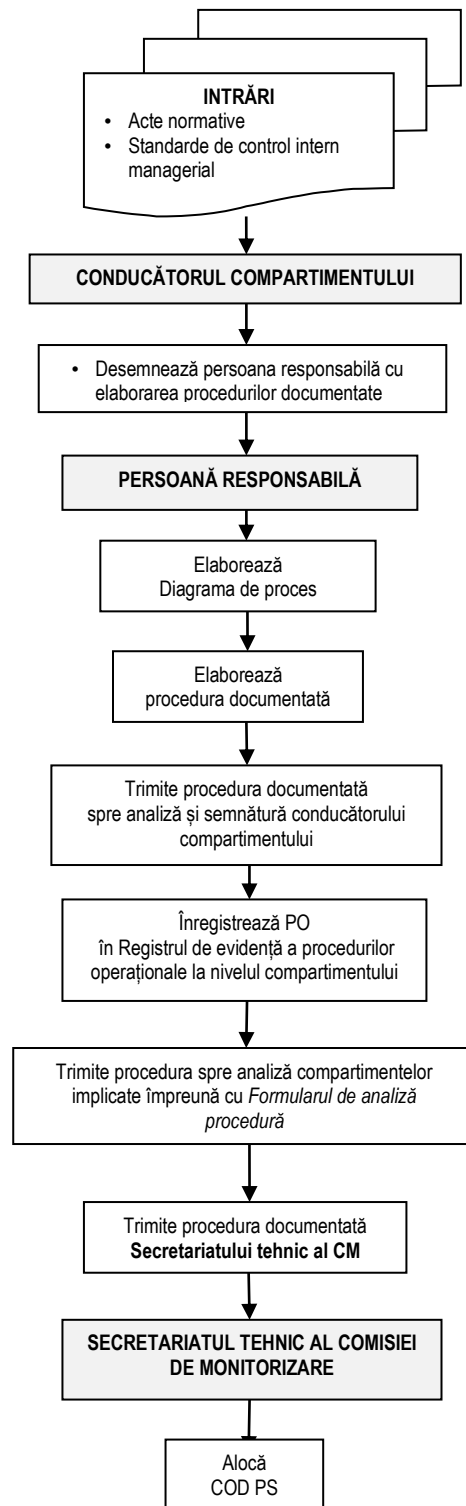 INTRĂRI
• Acte normative
• Standarde de control intern
managerial
CONDUCĂTORUL COMPARTIMENTULUI
• Desemnează persoana responsabilă cu
elaborarea procedurilor documentate
PERSOANĂ RESPONSABILĂ
Elaborează
Diagrama de proces
Elaborează
procedura documentată
Trimite procedura documentată
spre analiză și semnătură conducătorului
compartimentului
Înregistrează PO
în Registrul de evidență a procedurilor
operaționale la nivelul compartimentului
Trimite procedura spre analiză compartimentelor
implicate împreună cu Formularul de analiză
procedură
Trimite procedura documentată
Secretariatului tehnic al CM
SECRETARIATUL TEHNIC AL COMISIEI
DE MONITORIZARE
Alocă
COD PS